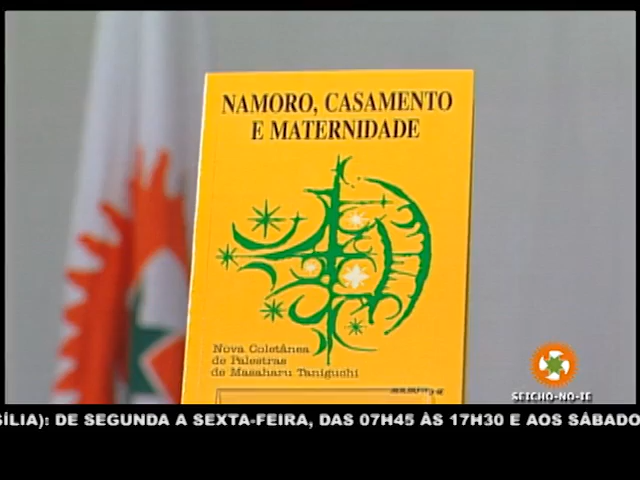 NAMORO, CASAMENTO
E MATERNIDADE
Nova Coletânea
de Palestras
de Masaharu Taniguchi
SEICHO-NO-IE
SÍLIA): DE SEGUNDA A SEXTA-FEIRA, DAS 07H45 ÀS 17H30 E AOS SÁBADO